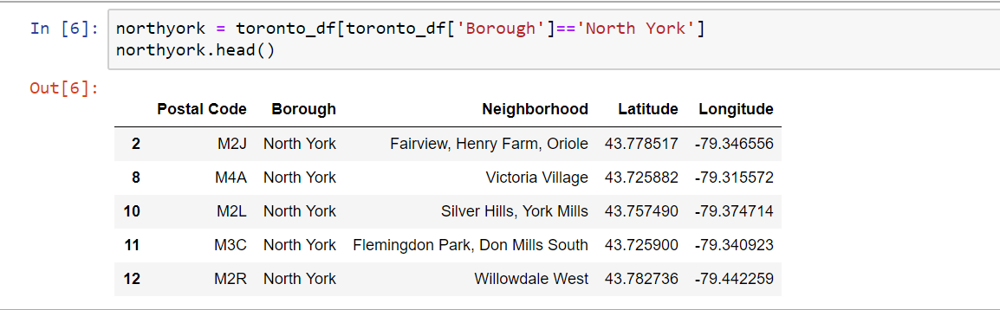 In [6]: northyork = toronto_df[toronto_df['Borough']=='North York']
northyork.head()
Out[6]:
Postal Code Borough Neighborhood Latitude Longitude
2 M2J North York Fairview, Henry Farm, Oriole 43.778517 -79.346556
8 M4A North York Victoria Village 43.725882 -79.315572
10 M2L North York Silver Hills, York Mills 43.757490 -79.374714
11 M3C North York Flemingdon Park, Don Mills South 43.725900 -79.340923
12 M2R North York Willowdale West 43.782736 -79.442259